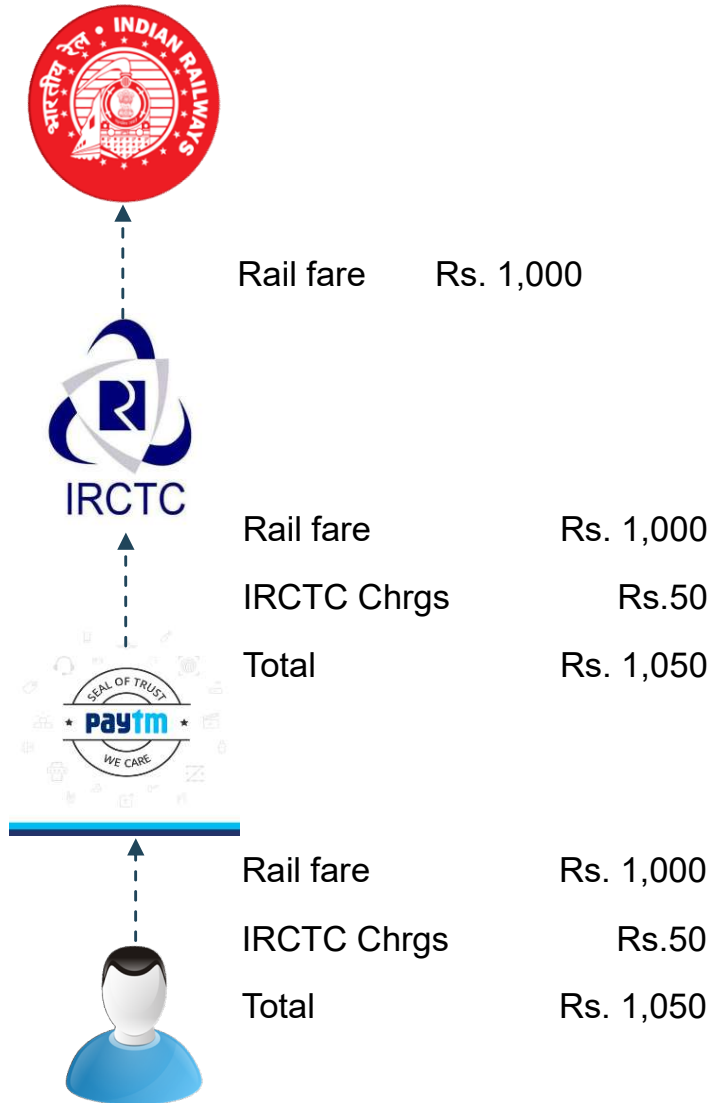 भारतीय रेल • INDIAN RAILWAYS
Rail fare Rs. 1,000
R
IRCTC
Rail fare Rs. 1,000
IRCTC Chrgs Rs.50
Total Rs. 1,050
SEAL OF TRUST
paytm
WE CARE
Rail fare Rs. 1,000
IRCTC Chrgs Rs.50
Total Rs. 1,050